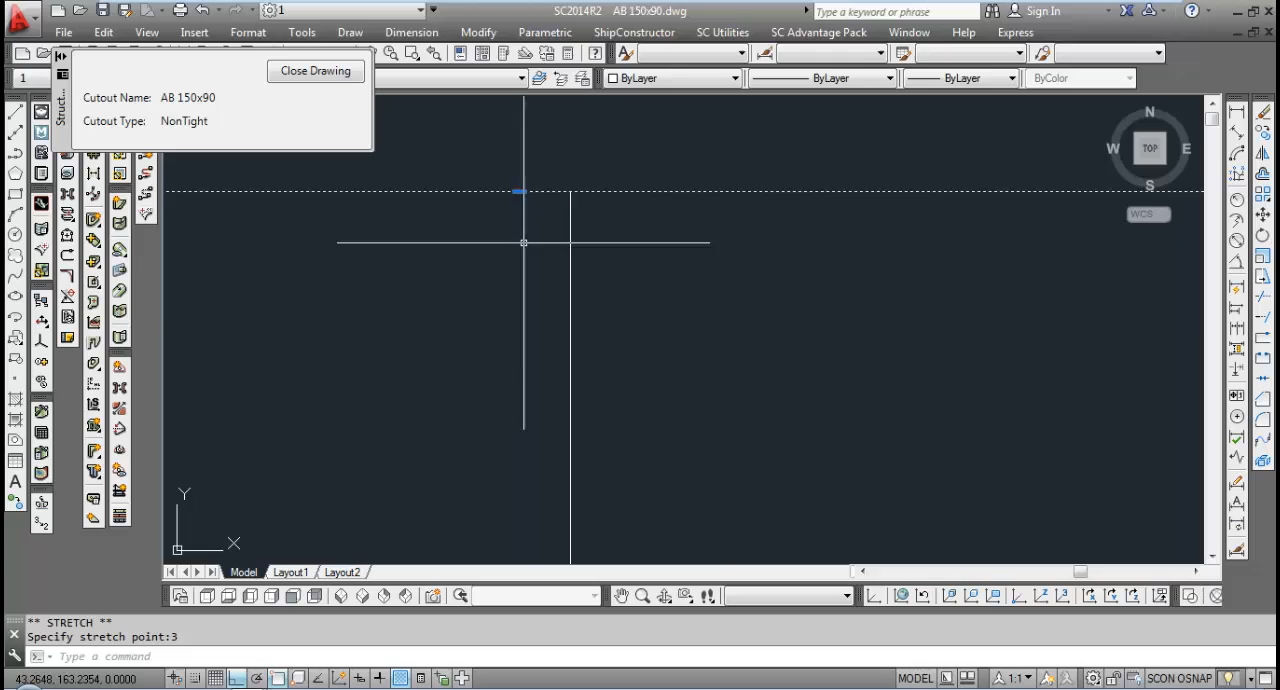 1
SC2014R2 AB 150x90.dwg
Type a keyword or phrase
Sign In
File Edit View Insert Format Tools Draw Dimension Modify Parametric ShipConstructor SC Utilities SC Advantage Pack Window Help Express
1
ByLayer
ByLayer
ByLayer
ByColor
Struct...
Close Drawing
Cutout Name: AB 150x90
Cutout Type: NonTight
N
W
TOP
E
S
WCS
Y
X
Model Layout1 Layout2
** STRETCH **
Specify stretch point:3
Type a command
43.2648, 163.2354, 0.0000
MODEL
1:1
SCON OSNAP